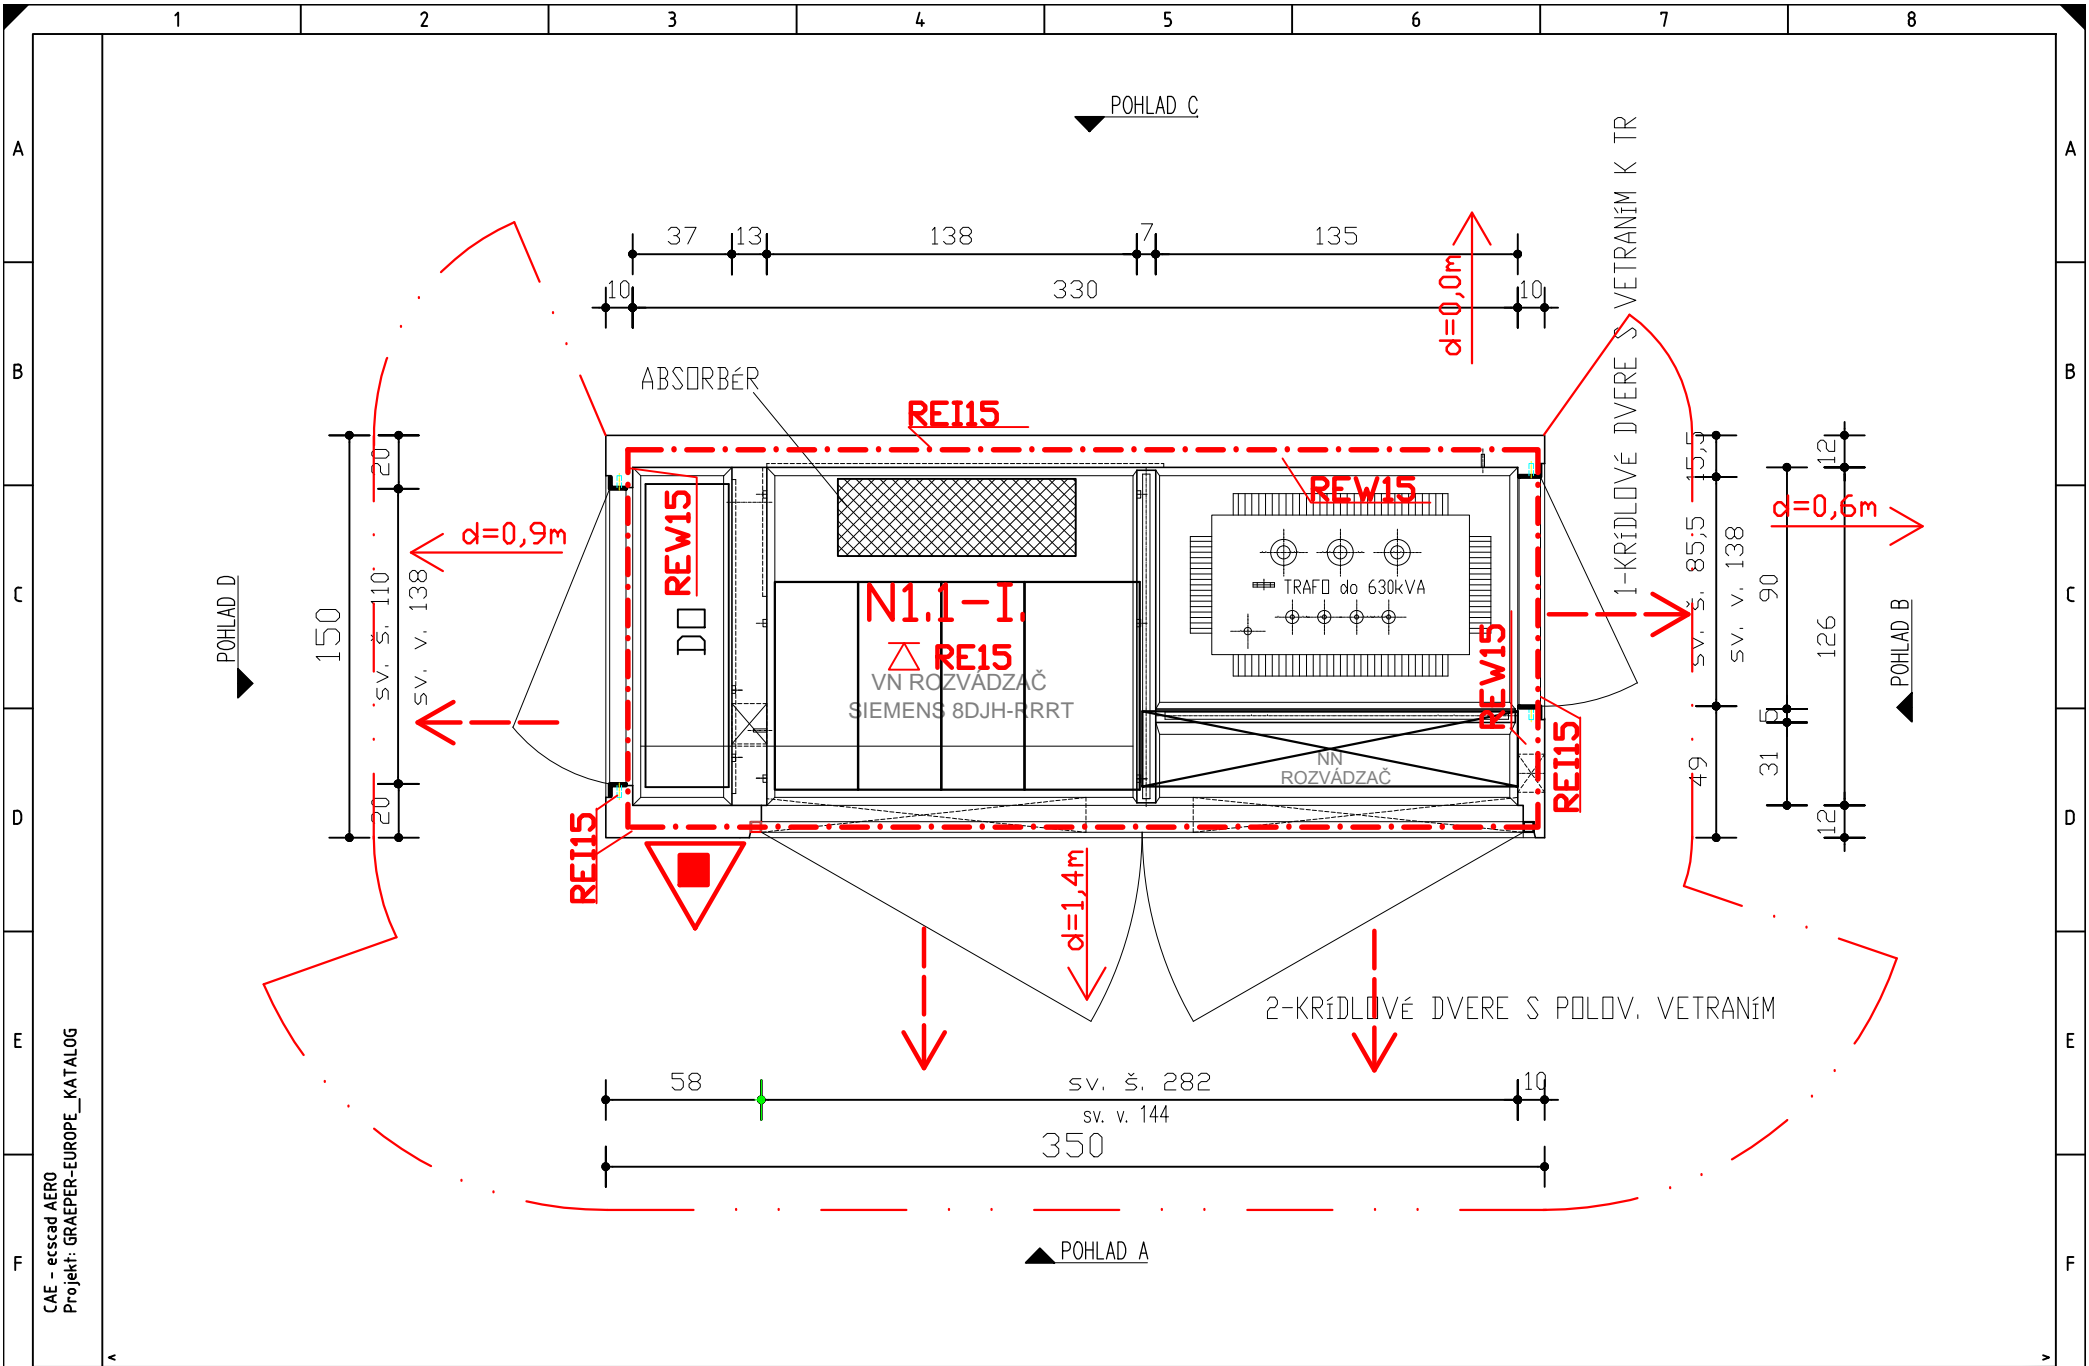 1 2 3 4 5 6 7 8
A A
B B
C C
D D
E E
F F
POHLAD C
37 13 138 7 135
10 330 10
d=0,0m
1-KRÍDLOVÉ DVERE S VETRANÍM K TR
ABSORBÉR
REI15
REW15
REW15
d=0,9m
d=0,6m
20
sv. š. 110
sv. v. 138
20
150
POHLAD D
DO
N1.1-I.
RE15
VN ROZVÁDZAČ
SIEMENS 8DJH-RRRT
TRAFO do 630kVA
REW15
NN
ROZVÁDZAČ
REI15
REI15
15,5
sv. š. 85,5
sv. v. 138
49
90
5
31
12
126
12
POHLAD B
d=1,4m
2-KRÍDLOVÉ DVERE S POLOV. VETRANÍM
58 sv. š. 282 10
sv. v. 144
350
POHLAD A
CAE - ecscad AERO
Projekt: GRAEPER-EUROPE_KATALOG